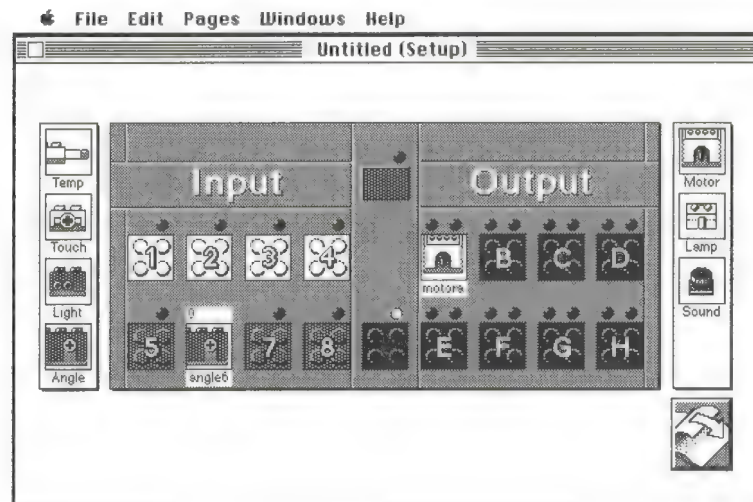 File Edit Pages Windows Help
Untitled (Setup)
Temp
Touch
Light
Angle
Input
1 2 3 4
5 7 8
0
angle6
Output
B C D
motora
E F G H
Motor
Lamp
Sound